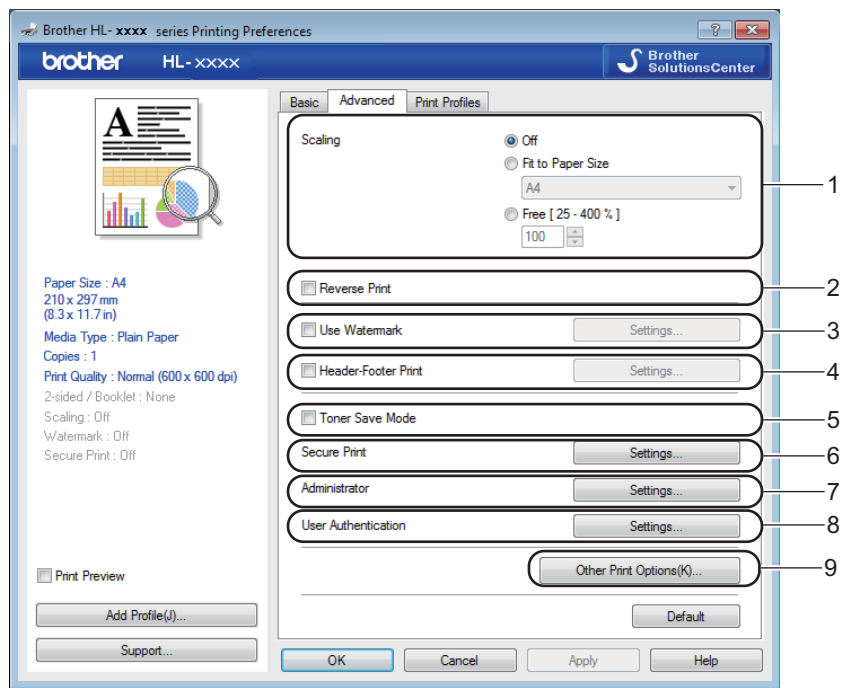 Brother HL- xxxx series Printing Preferences
brother HL-xxxx
Brother
SolutionsCenter
Basic Advanced Print Profiles
Scaling
Off
Fit to Paper Size
A4
Free [ 25 - 400 % ]
100
1
Reverse Print
2
Use Watermark Settings...
3
Header-Footer Print Settings...
4
Toner Save Mode
5
Secure Print Settings...
6
Administrator Settings...
7
User Authentication Settings...
8
Other Print Options(K)...
9
Default
A
Paper Size : A4
210 x 297 mm
(8.3 x 11.7 in)
Media Type : Plain Paper
Copies : 1
Print Quality : Normal (600 x 600 dpi)
2-sided / Booklet : None
Scaling : Off
Watermark : Off
Secure Print : Off
Print Preview
Add Profile(J)...
Support...
OK Cancel Apply Help